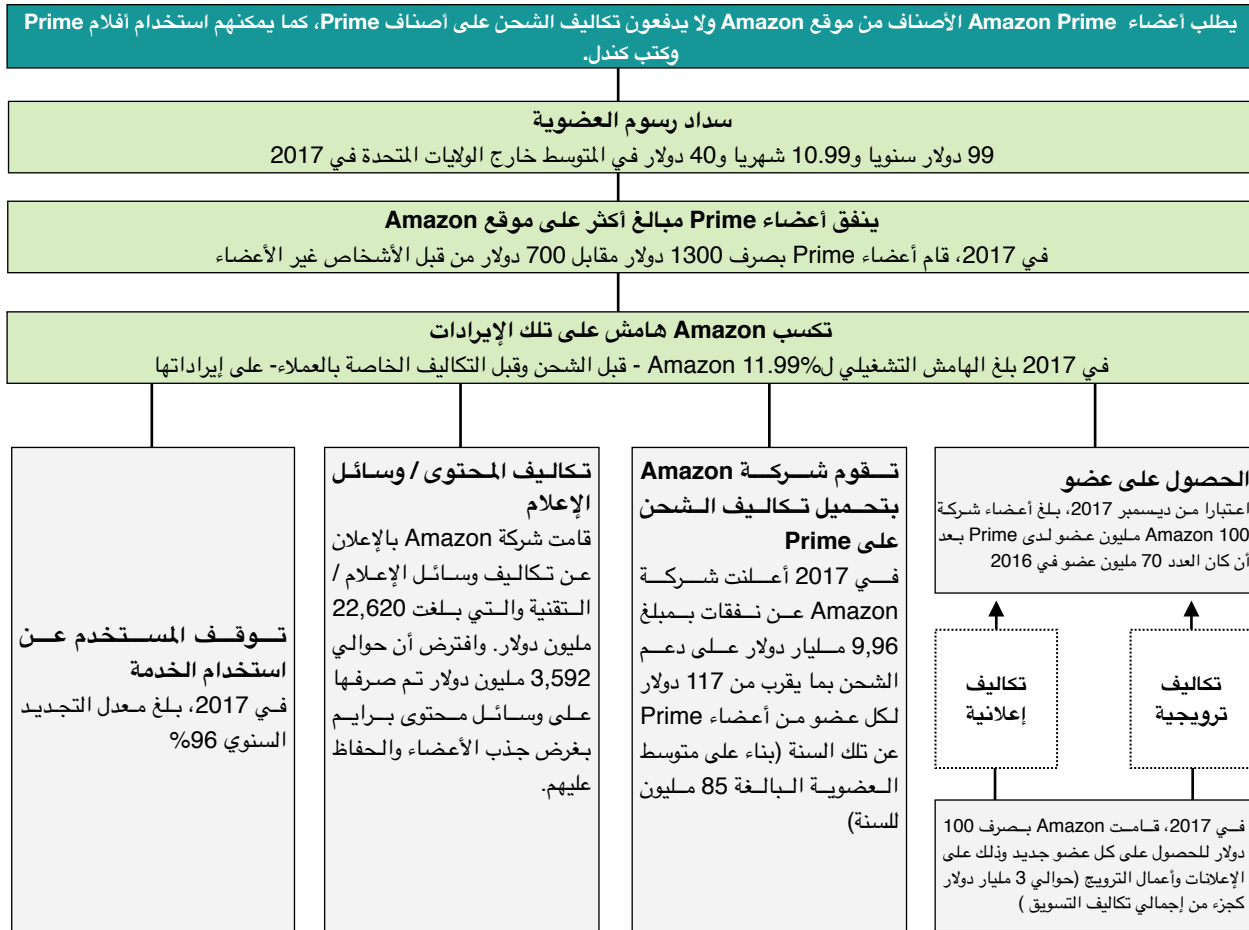 يطلب أعضاء Amazon Prime الأصناف من موقع Amazon ولا يدفعون تكاليف الشحن على أصناف Prime، كما يمكنهم استخدام أفلام Prime
وكتب كندل.
سداد رسوم العضوية
99 دولار سنويا و10.99 شهريا و40 دولار في المتوسط خارج الولايات المتحدة في 2017
ينفق أعضاء Prime مبالغ أكثر على موقع Amazon
في 2017، قام أعضاء Prime بصرف 1300 دولار مقابل 700 دولار من قبل الأشخاص غير الأعضاء
تكسب Amazon هامش على تلك الإيرادات
في 2017 بلغ الهامش التشغيلي لAmazon 11.99% - قبل الشحن وقبل التكاليف الخاصة بالعملاء- على إيراداتها
الحصول على عضو
اعتبارا من ديسمبر 2017، بلغ أعضاء شركة
Amazon 100 مليون عضو لدى Prime بعد
أن كان العدد 70 مليون عضو في 2016
تكاليف
ترويجية
تكاليف
إعلانية
في 2017، قامت Amazon بصرف 100
دولار للحصول على كل عضو جديد وذلك على
الإعلانات وأعمال الترويج (حوالي 3 مليار دولار
كجزء من إجمالي تكاليف التسويق )
تقوم شركة Amazon
بتحميل تكاليف الشحن
على Prime
في 2017 أعلنت شركة
Amazon عن نفقات بمبلغ
9,96 مليار دولار على دعم
الشحن بما يقرب من 117 دولار
لكل عضو من أعضاء Prime
عن تلك السنة (بناء على متوسط
العضوية البالغة 85 مليون
للسنة)
تكاليف المحتوى / وسائل
الإعلام
قامت شركة Amazon بالإعلان
عن تكاليف وسائل الإعلام /
التقنية والتي بلغت 22,620
مليون دولار. وافترض أن حوالي
3,592 مليون دولار تم صرفها
على وسائل محتوى برايم
بغرض جذب الأعضاء والحفاظ
عليهم.
توقف المستخدم عن
استخدام الخدمة
في 2017، بلغ معدل التجديد
السنوي 96%